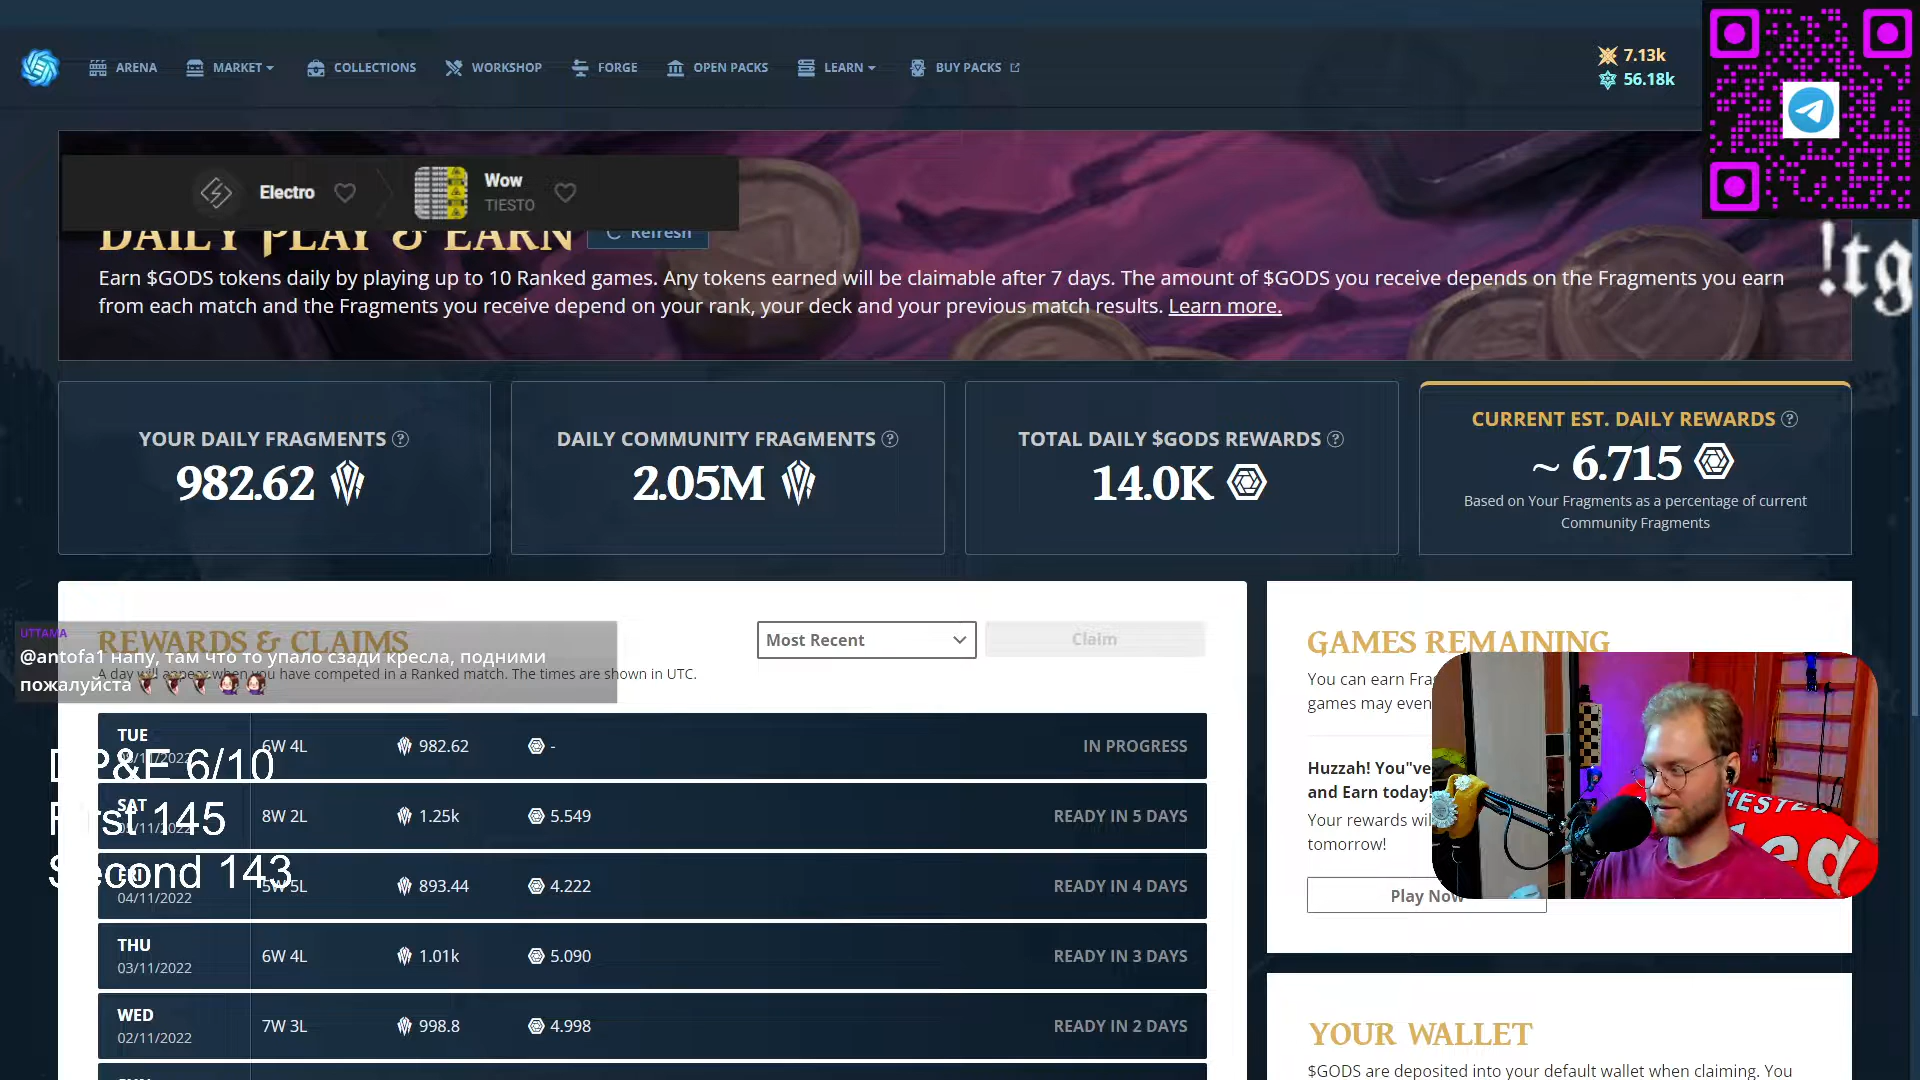 ARENA
MARKET
COLLECTIONS
WORKSHOP
FORGE
OPEN PACKS
LEARN
BUY PACKS
7.13k
56.18k
Electro
Wow
TIESTO
DAILY PLAY & EARN
Refresh
Earn $GODS tokens daily by playing up to 10 Ranked games. Any tokens earned will be claimable after 7 days. The amount of $GODS you receive depends on the Fragments you earn
from each match and the Fragments you receive depend on your rank, your deck and your previous match results. Learn more.
!tg
YOUR DAILY FRAGMENTS ?
982.62
DAILY COMMUNITY FRAGMENTS ?
2.05M
TOTAL DAILY $GODS REWARDS ?
14.0K
CURRENT EST. DAILY REWARDS ?
~ 6.715
Based on Your Fragments as a percentage of current
Community Fragments
REWARDS & CLAIMS
A day will appear when you have competed in a Ranked match. The times are shown in UTC.
Most Recent
Claim
UTTAMA
@antofa1 напу, там что то упало сзади кресла, подними
пожалуйста
TUE
6W 4L
982.62
-
IN PROGRESS
SAT
8W 2L
1.25k
5.549
READY IN 5 DAYS
FRI
04/11/2022
5W 5L
893.44
4.222
READY IN 4 DAYS
THU
03/11/2022
6W 4L
1.01k
5.090
READY IN 3 DAYS
WED
02/11/2022
7W 3L
998.8
4.998
READY IN 2 DAYS
DP&E 6/10
First 145
Second 143
GAMES REMAINING
You can earn
games may
Huzzah! You"ve
and Earn today!
Your rewards
tomorrow!
Play Now
YOUR WALLET
$GODS are deposited into your default wallet when claiming. You